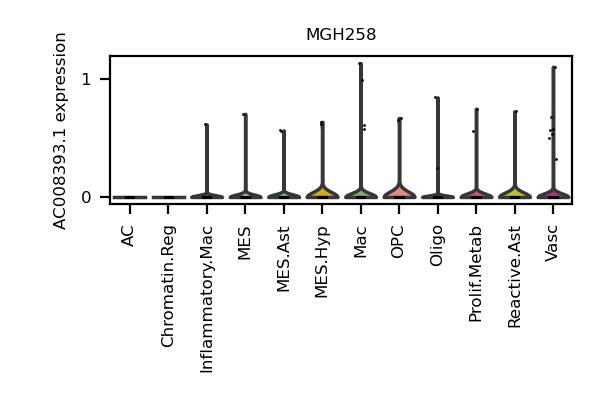 MGH258
AC008393.1 expression
1
0
AC
Chromatin.Reg
Inflammatory.Mac
MES
MES.Ast
MES.Hyp
Mac
OPC
Oligo
Prolif.Metab
Reactive.Ast
Vasc